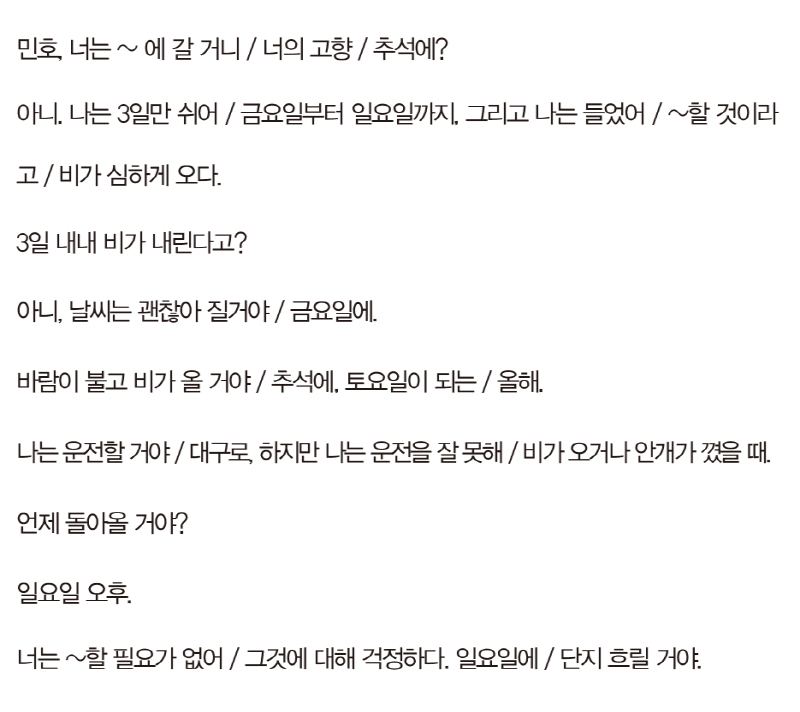 민호, 너는 ~ 에 갈 거니 / 너의 고향 / 추석에?
아니. 나는 3일만 쉬어 / 금요일부터 일요일까지. 그리고 나는 들었어 / ~할 것이라
고 / 비가 심하게 오다.
3일 내내 비가 내린다고?
아니, 날씨는 괜찮아 질거야 / 금요일에.
바람이 불고 비가 올 거야 / 추석에, 토요일이 되는 / 올해.
나는 운전할 거야 / 대구로, 하지만 나는 운전을 잘 못해 / 비가 오거나 안개가 꼈을 때.
언제 돌아올 거야?
일요일 오후.
너는 ~할 필요가 없어 / 그것에 대해 걱정하다. 일요일에 / 단지 흐릴 거야.